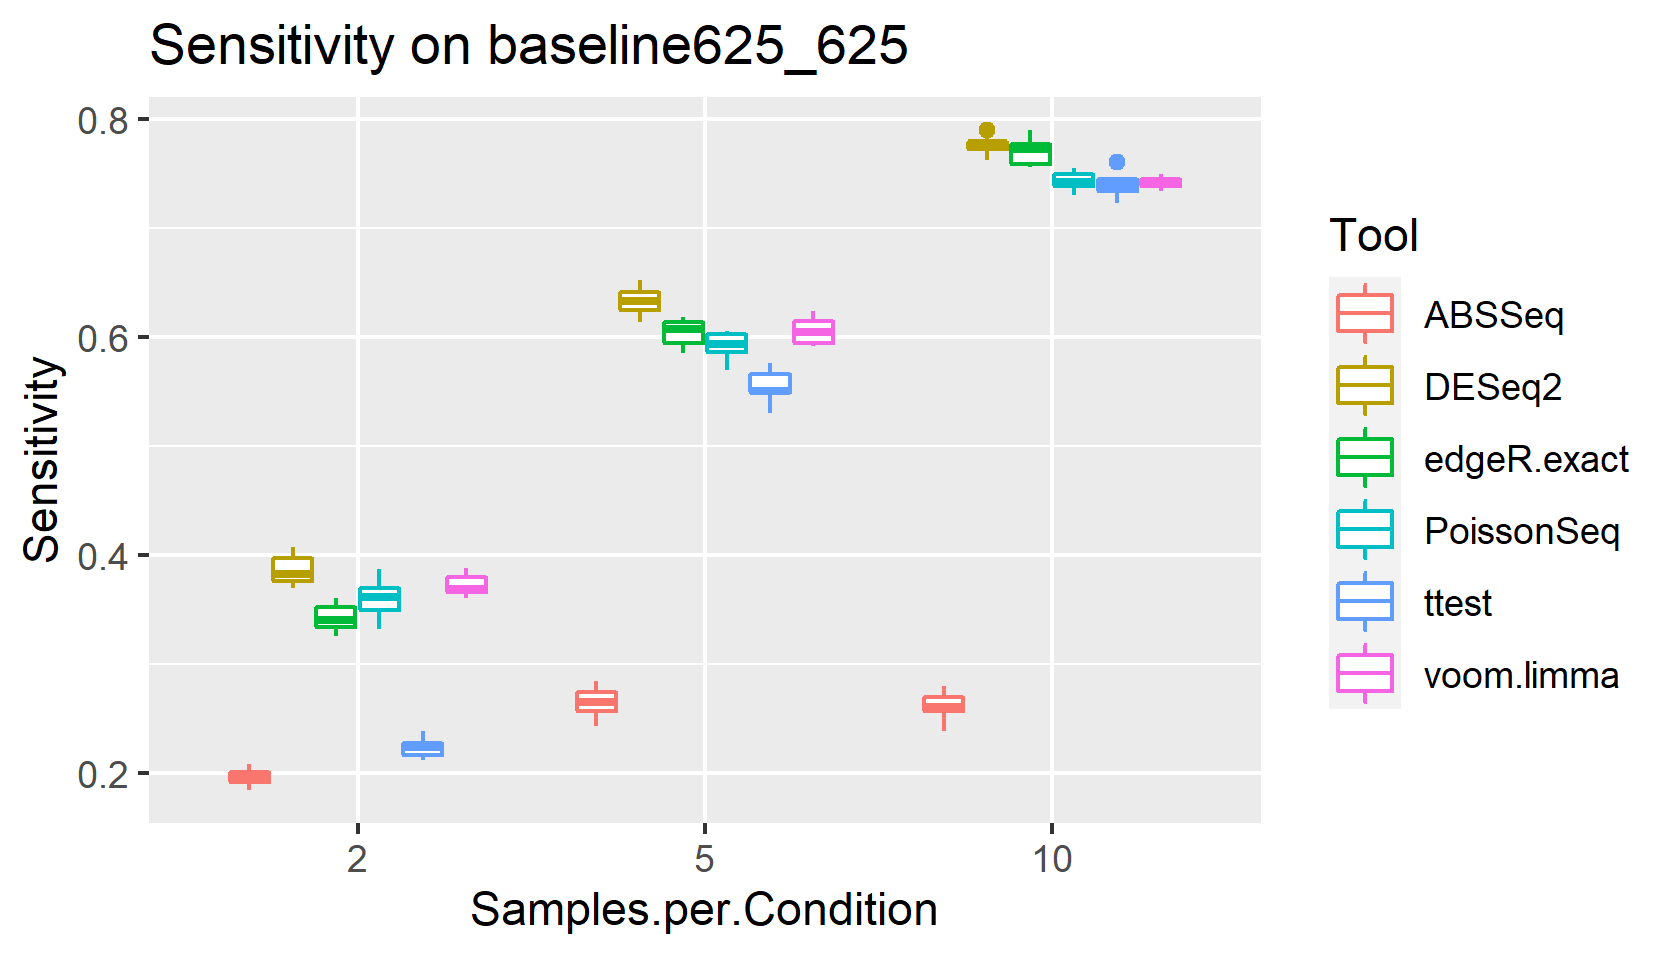 Sensitivity on baseline625_625
0.8
0.6
0.4
0.2
Sensitivity
2
5
10
Samples.per.Condition
Tool
ABSSeq
DESeq2
edgeR.exact
PoissonSeq
ttest
voom.limma